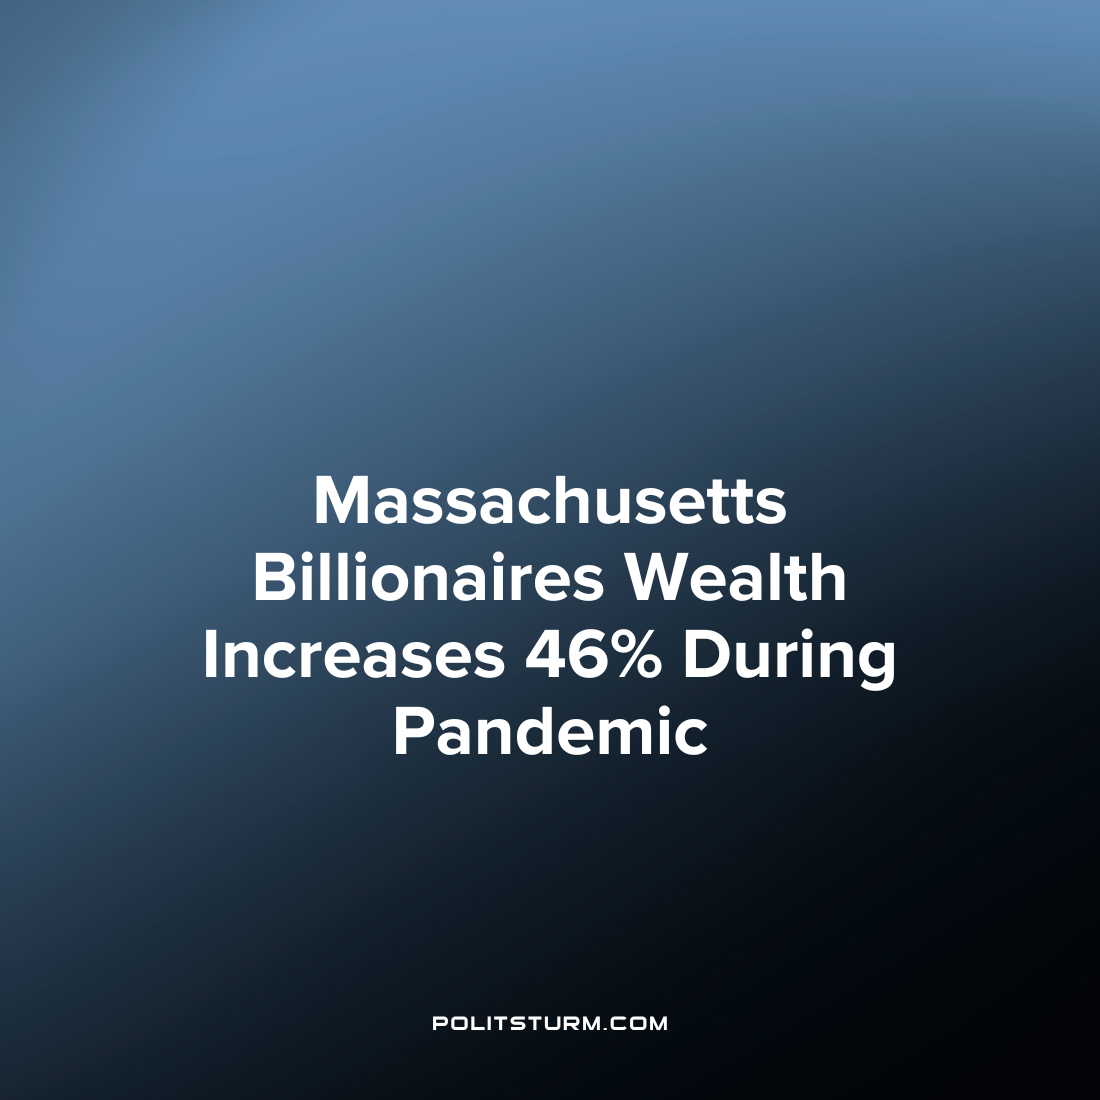 Massachusetts
Billionaires Wealth
Increases 46% During
Pandemic
POLITSTURM.COM